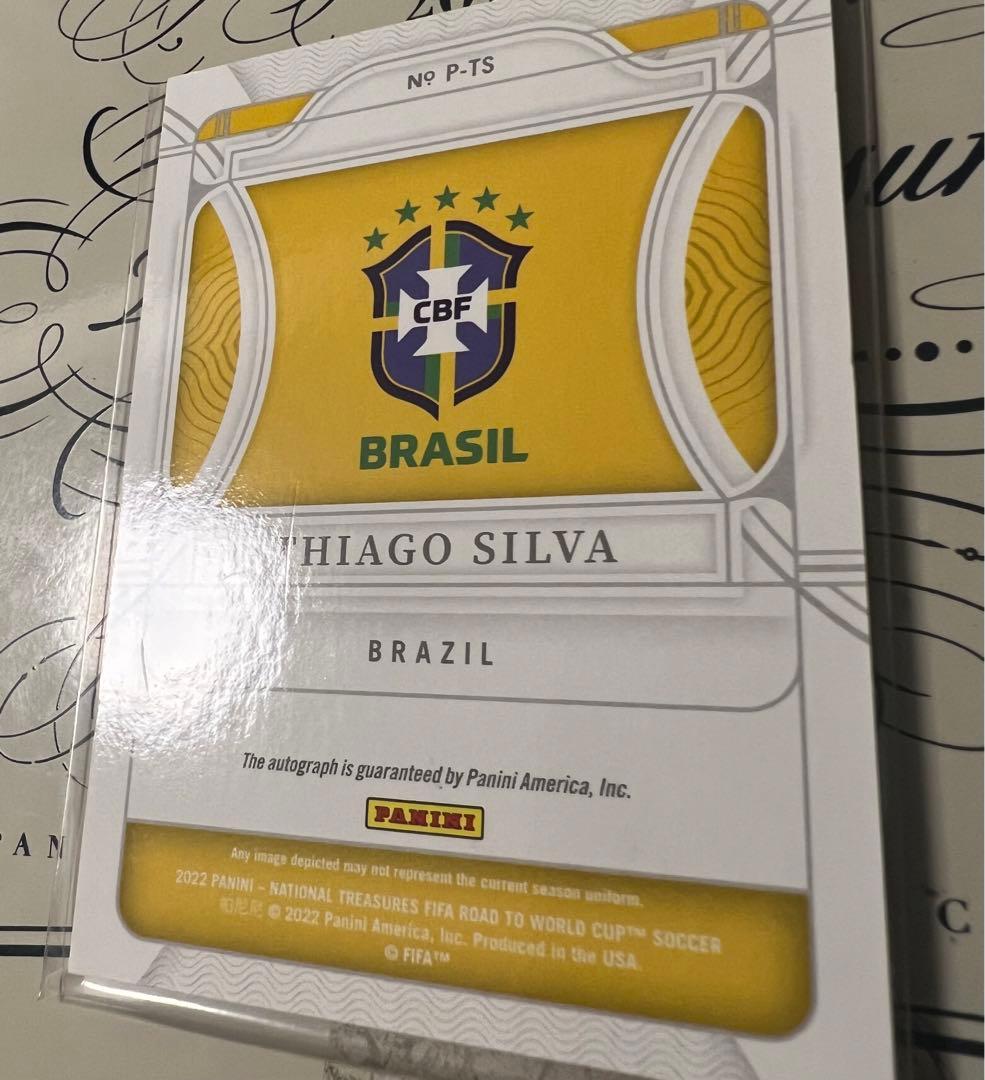 Nº P-TS
CBF
BRASIL
THIAGO SILVA
BRAZIL
The autograph is guaranteed by Panini America, Inc.
PANINI
Any image depicted may not represent the current season uniform.
2022 PANINI – NATIONAL TREASURES FIFA ROAD TO WORLD CUP™ SOCCER
帕尼尼 © 2022 Panini America, Inc. Produced in the USA.
© FIFA™
PAN
C